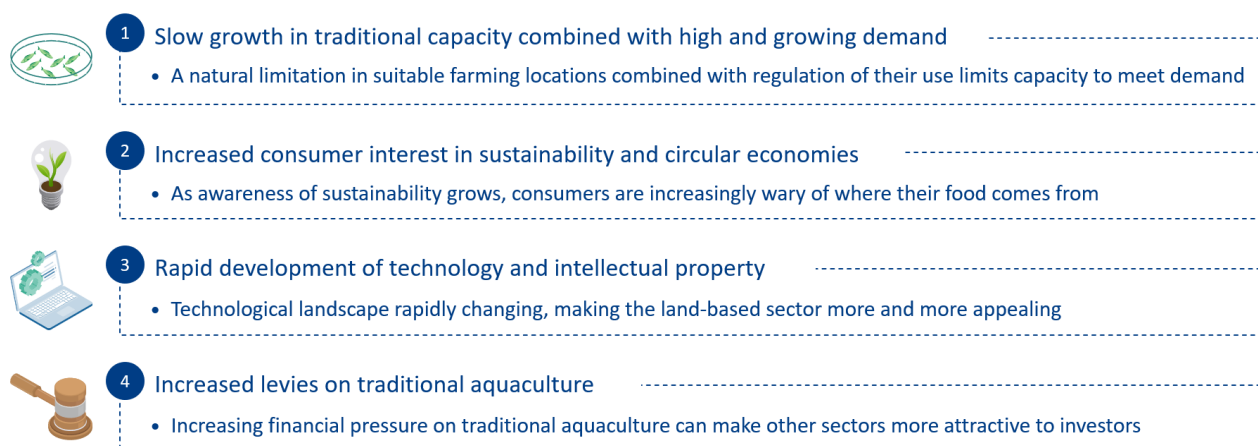 1 Slow growth in traditional capacity combined with high and growing demand
• A natural limitation in suitable farming locations combined with regulation of their use limits capacity to meet demand
2 Increased consumer interest in sustainability and circular economies
• As awareness of sustainability grows, consumers are increasingly wary of where their food comes from
3 Rapid development of technology and intellectual property
• Technological landscape rapidly changing, making the land-based sector more and more appealing
4 Increased levies on traditional aquaculture
• Increasing financial pressure on traditional aquaculture can make other sectors more attractive to investors